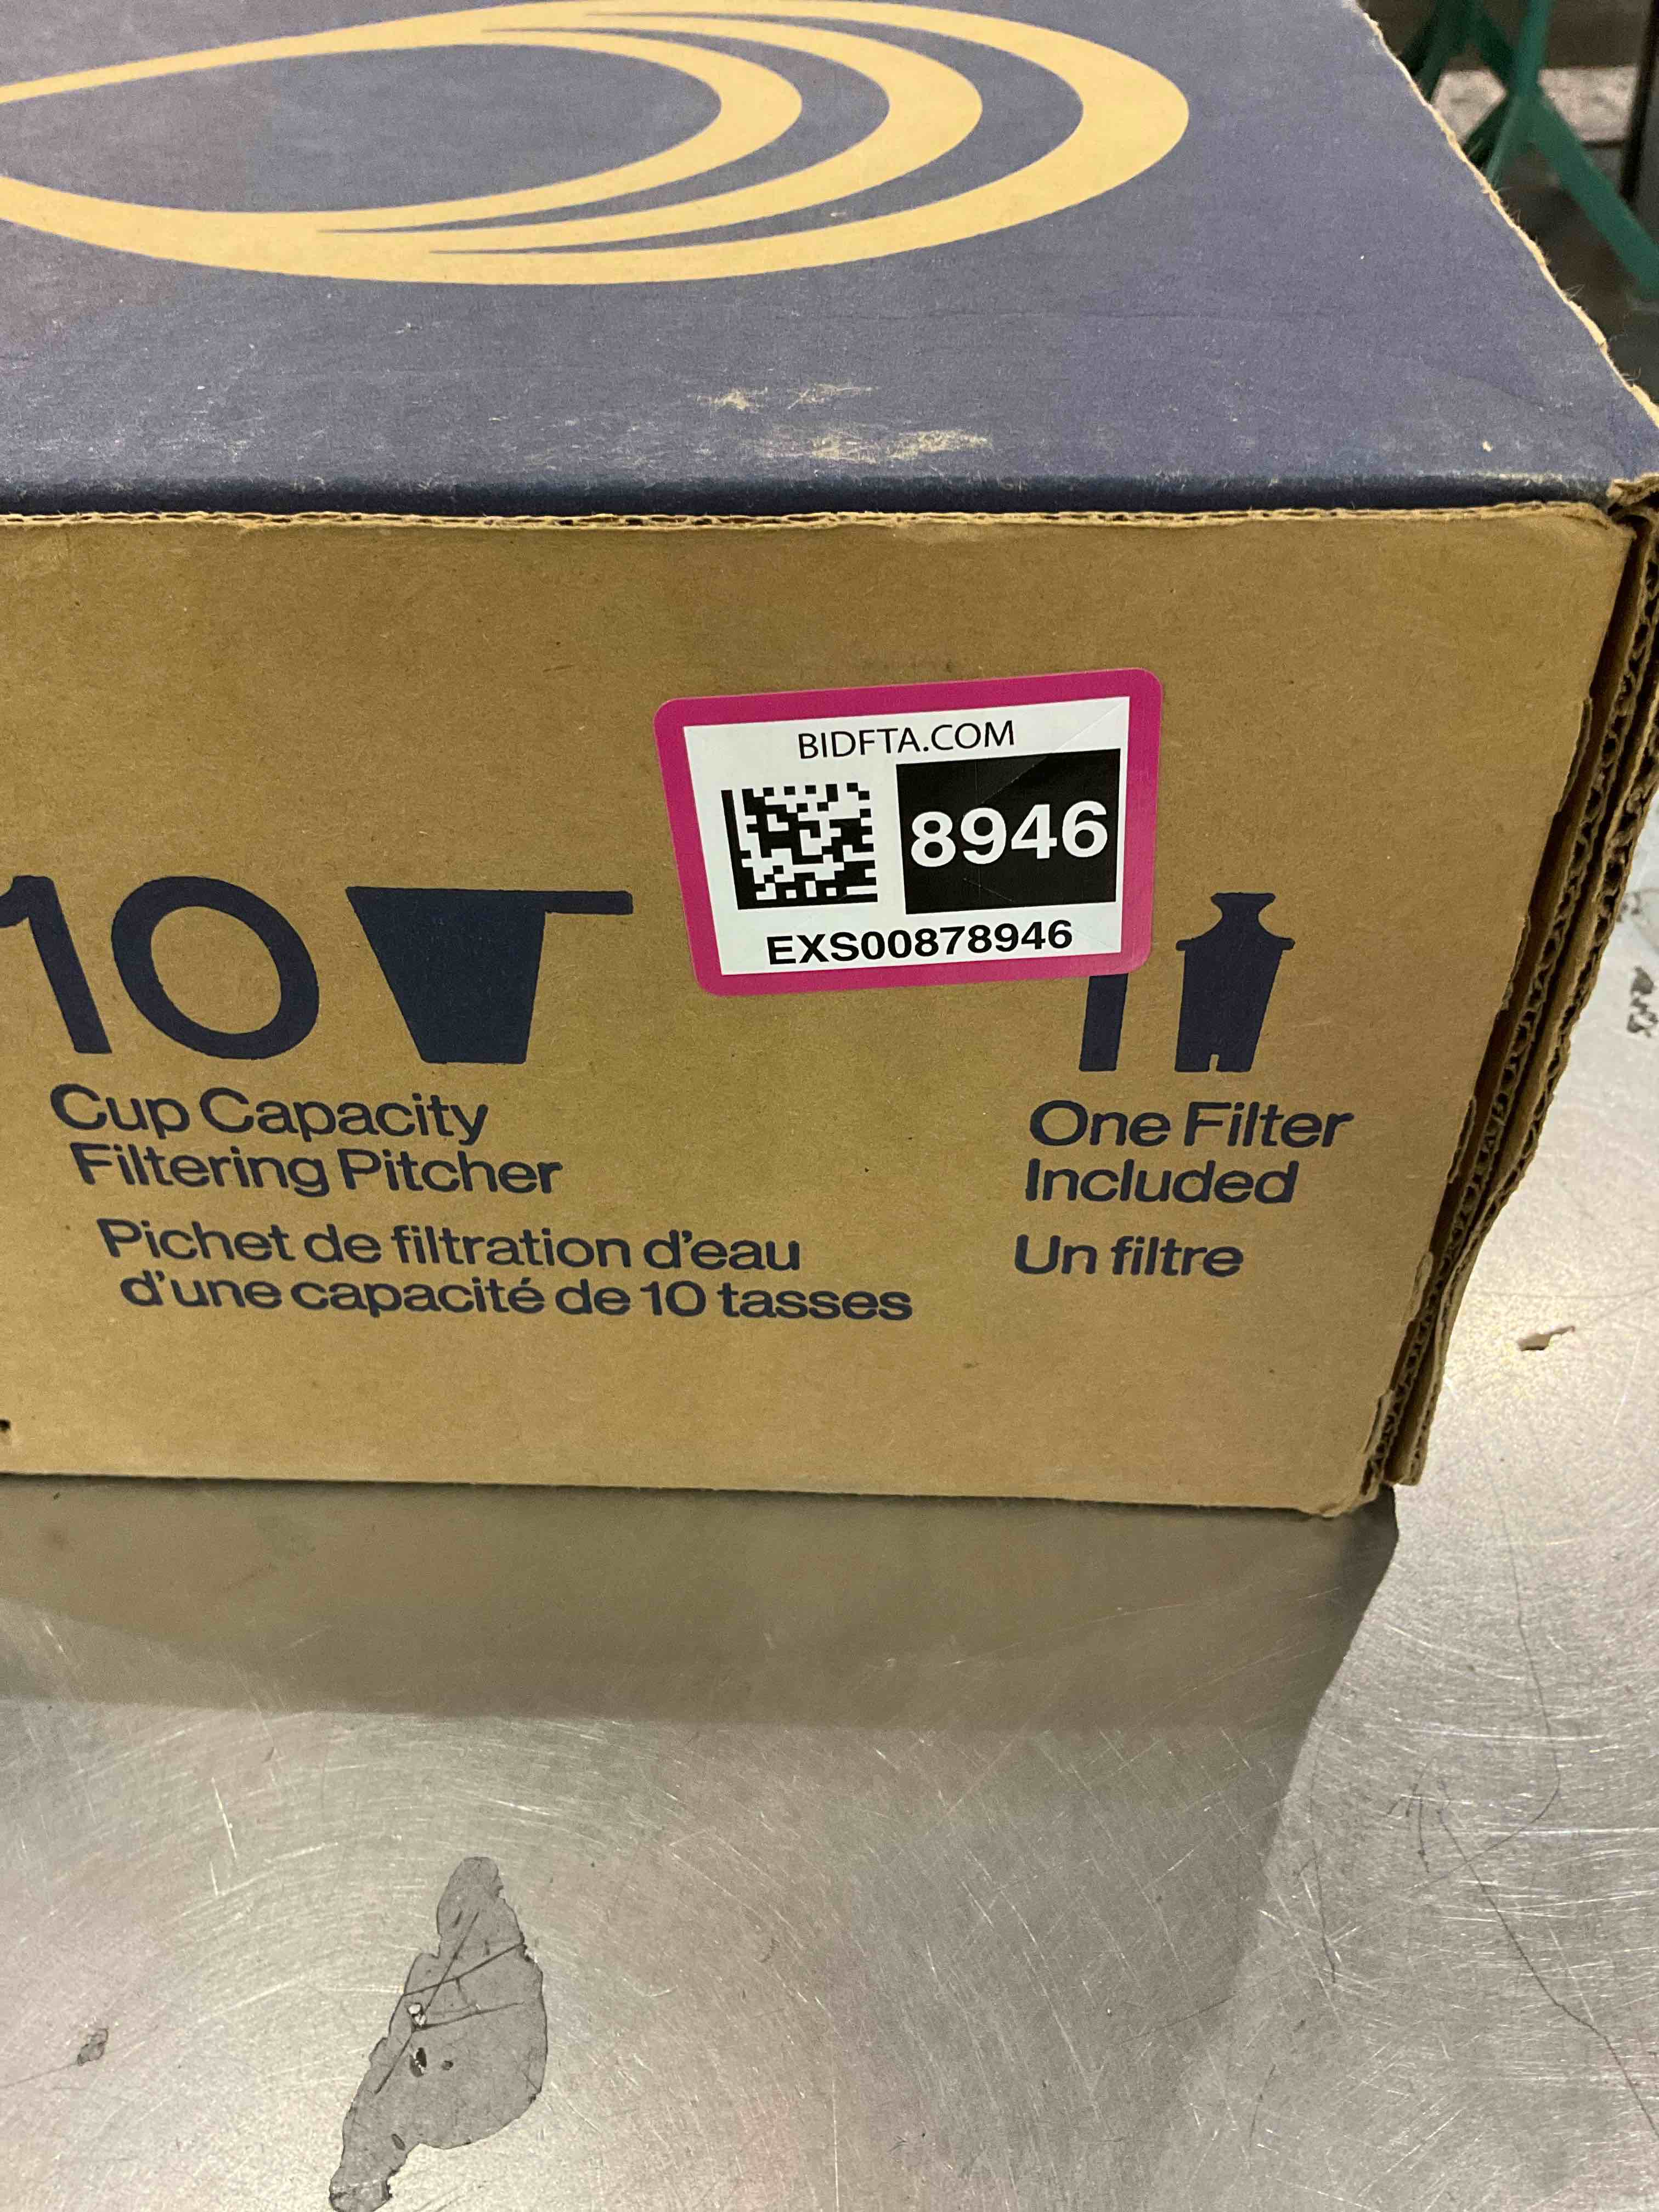 BIDFTA.COM
8946
EXS00878946
10
1
Cup Capacity
Filtering Pitcher
Pichet de filtration d'eau
d'une capacité de 10 tasses
One Filter
Included
Un filtre